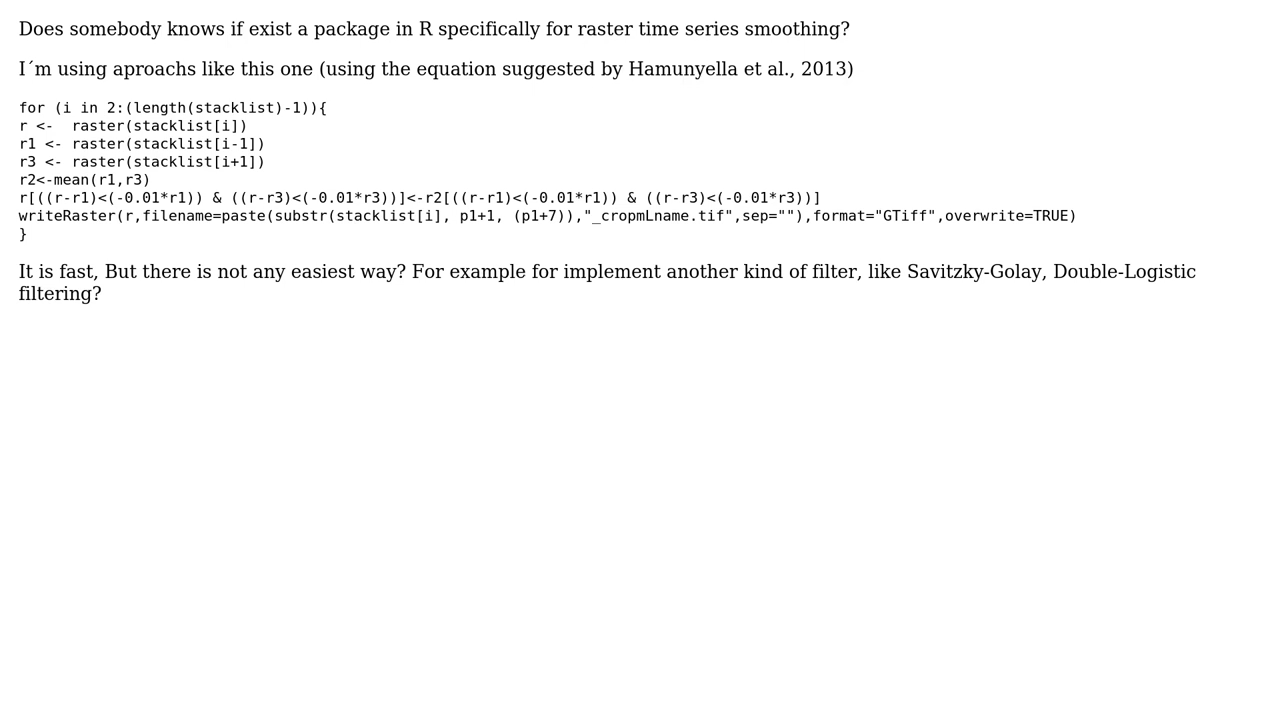 Does somebody knows if exist a package in R specifically for raster time series smoothing?
I´m using aproachs like this one (using the equation suggested by Hamunyella et al., 2013)
for (i in 2:(length(stacklist)-1)){
r <-  raster(stacklist[i])
r1 <- raster(stacklist[i-1])
r3 <- raster(stacklist[i+1])
r2<-mean(r1,r3)
r[((r-r1)<(-0.01*r1)) & ((r-r3)<(-0.01*r3))]<-r2[((r-r1)<(-0.01*r1)) & ((r-r3)<(-0.01*r3))]
writeRaster(r,filename=paste(substr(stacklist[i], p1+1, (p1+7)),"_cropmLname.tif",sep=""),format="GTiff",overwrite=TRUE)
}
It is fast, But there is not any easiest way? For example for implement another kind of filter, like Savitzky-Golay, Double-Logistic
filtering?